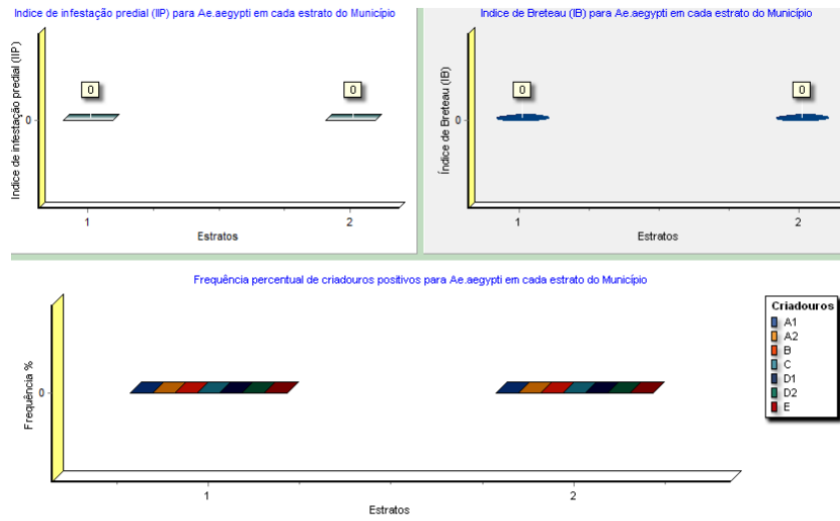 Indice de infestação predial (IIP) para Ae.aegypti em cada estrato do Município
Indice de infestação predial (IIP)
0
0
0
1
2
Estratos
Indice de Breteau (IB) para Ae.aegypti em cada estrato do Município
Índice de Breteau (IB)
0
0
0
1
2
Estratos
Frequência percentual de criadouros positivos para Ae.aegypti em cada estrato do Município
Frequência %
0
1
2
Estratos
Criadouros
A1
A2
B
C
D1
D2
E